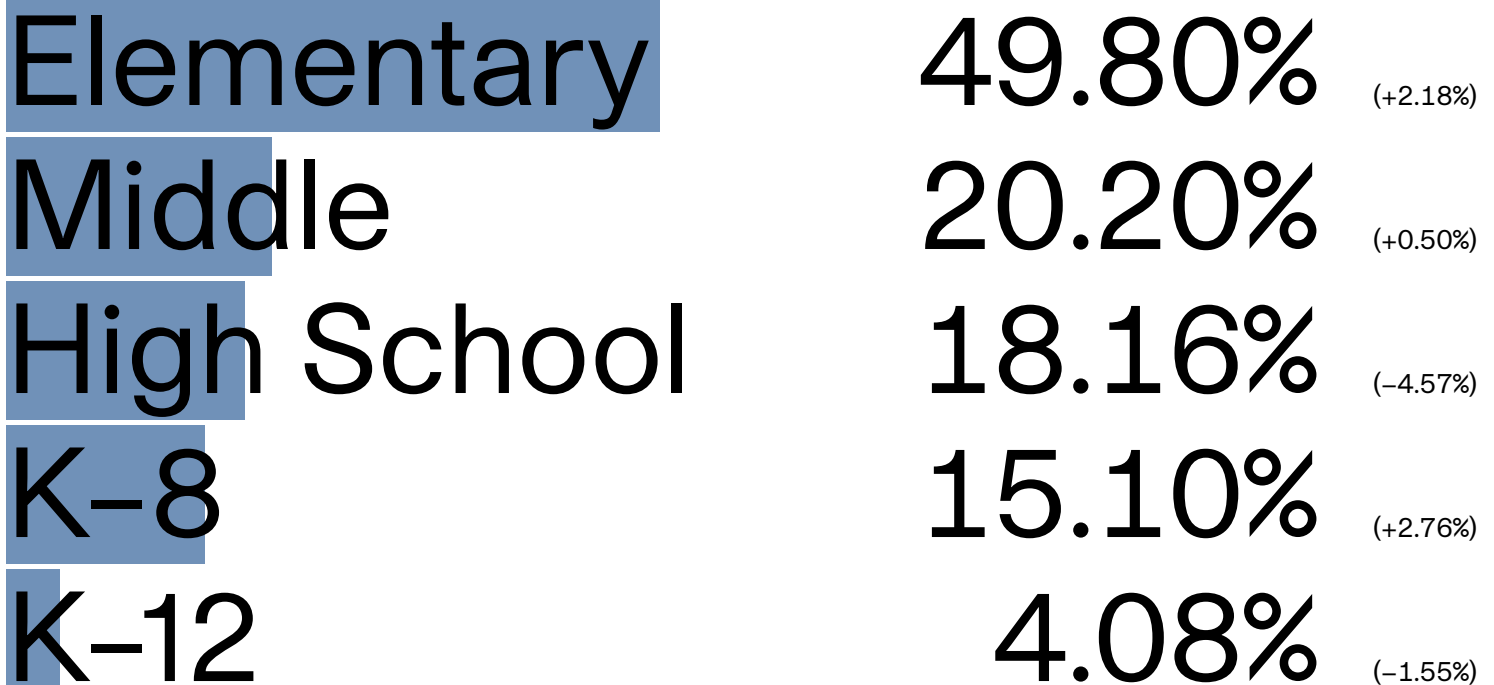 Elementary 49.80% (+2.18%)
Middle 20.20% (+0.50%)
High School 18.16% (−4.57%)
K–8 15.10% (+2.76%)
K–12 4.08% (−1.55%)